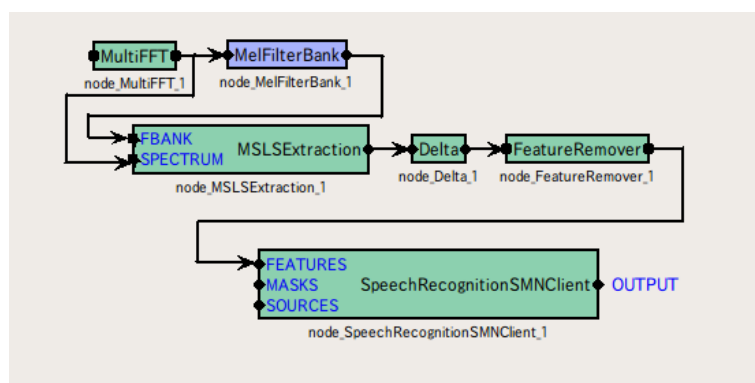 MultiFFT
MelFilterBank
node_MultiFFT_1
node_MelFilterBank_1
FBANK
SPECTRUM
MSLSExtraction
node_MSLSExtraction_1
Delta
node_Delta_1
FeatureRemover
node_FeatureRemover_1
FEATURES
MASKS
SOURCES
SpeechRecognitionSMNClient
OUTPUT
node_SpeechRecognitionSMNClient_1